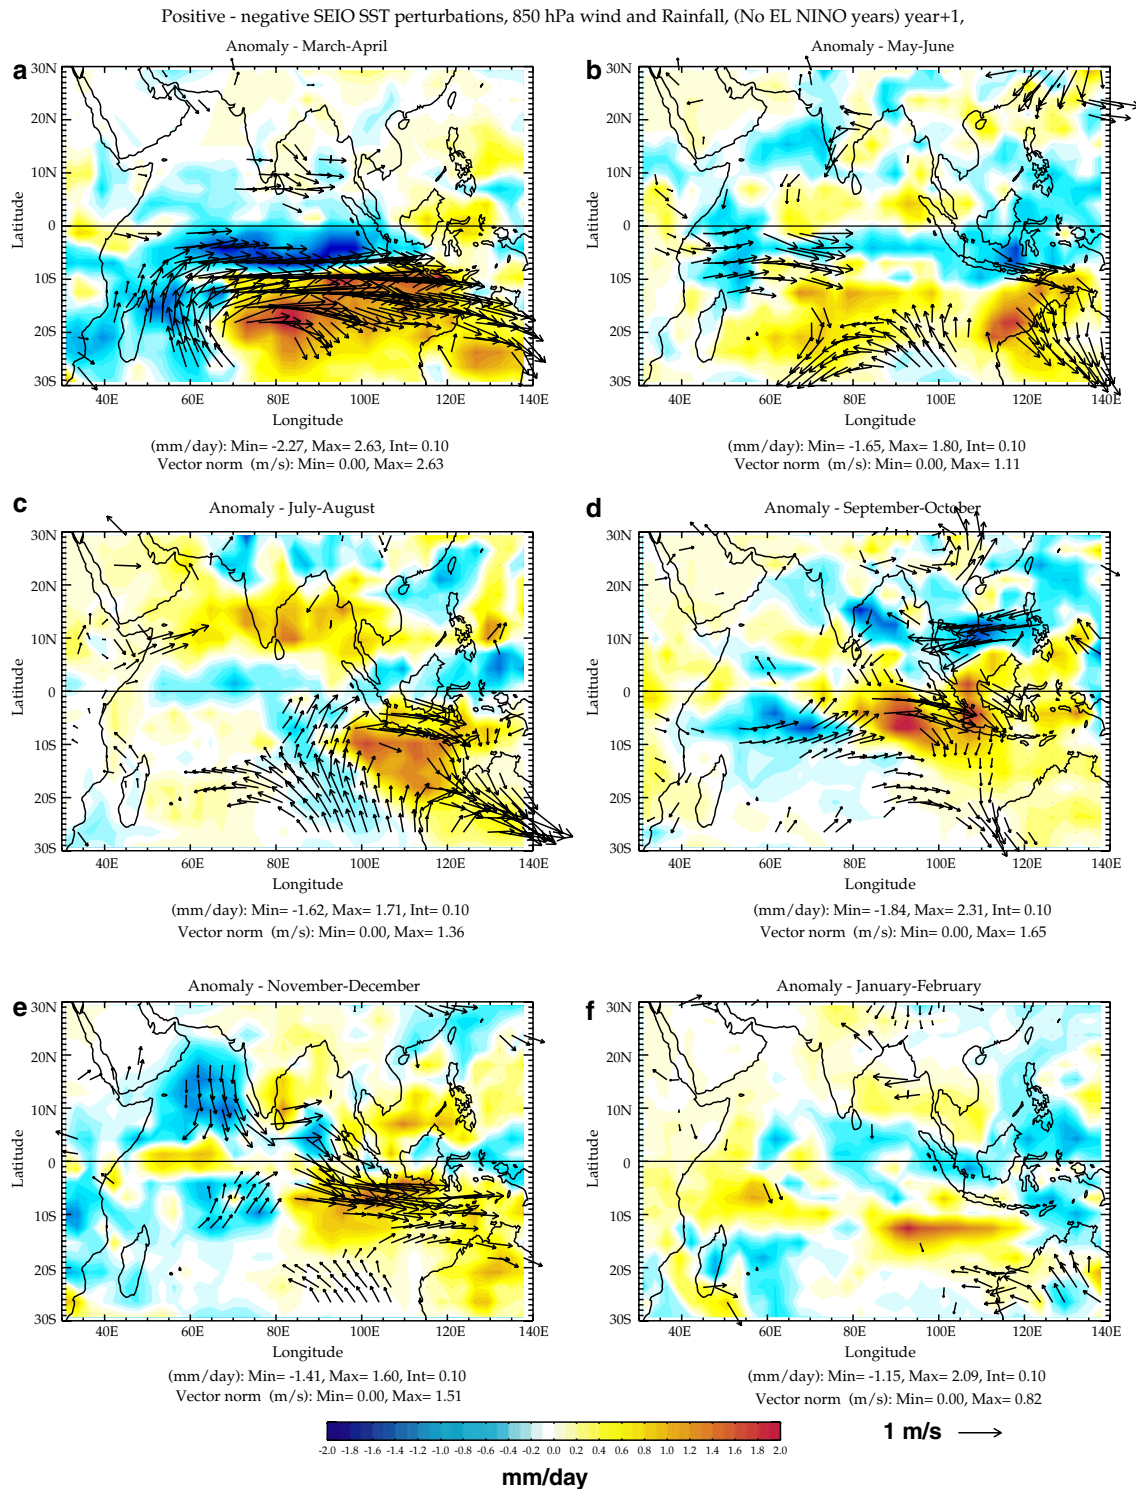 Positive - negative SEIO SST perturbations, 850 hPa wind and Rainfall, (No EL NINO years) year+1,
a
Anomaly - March-April
30N
20N
10N
0
10S
20S
30S
Latitude
40E 60E 80E 100E 120E 140E
Longitude
(mm/day): Min= -2.27, Max= 2.63, Int= 0.10
Vector norm (m/s): Min= 0.00, Max= 2.63
b
Anomaly - May-June
30N
20N
10N
0
10S
20S
30S
Latitude
40E 60E 80E 100E 120E 140E
Longitude
(mm/day): Min= -1.65, Max= 1.80, Int= 0.10
Vector norm (m/s): Min= 0.00, Max= 1.11
c
Anomaly - July-August
30N
20N
10N
0
10S
20S
30S
Latitude
40E 60E 80E 100E 120E 140E
Longitude
(mm/day): Min= -1.62, Max= 1.71, Int= 0.10
Vector norm (m/s): Min= 0.00, Max= 1.36
d
Anomaly - September-October
30N
20N
10N
0
10S
20S
30S
Latitude
40E 60E 80E 100E 120E 140E
Longitude
(mm/day): Min= -1.84, Max= 2.31, Int= 0.10
Vector norm (m/s): Min= 0.00, Max= 1.65
e
Anomaly - November-December
30N
20N
10N
0
10S
20S
30S
Latitude
40E 60E 80E 100E 120E 140E
Longitude
(mm/day): Min= -1.41, Max= 1.60, Int= 0.10
Vector norm (m/s): Min= 0.00, Max= 1.51
f
Anomaly - January-February
30N
20N
10N
0
10S
20S
30S
Latitude
40E 60E 80E 100E 120E 140E
Longitude
(mm/day): Min= -1.15, Max= 2.09, Int= 0.10
Vector norm (m/s): Min= 0.00, Max= 0.82
-2.0 -1.8 -1.6 -1.4 -1.2 -1.0 -0.8 -0.6 -0.4 -0.2 0.0 0.2 0.4 0.6 0.8 1.0 1.2 1.4 1.6 1.8 2.0
mm/day
1 m/s